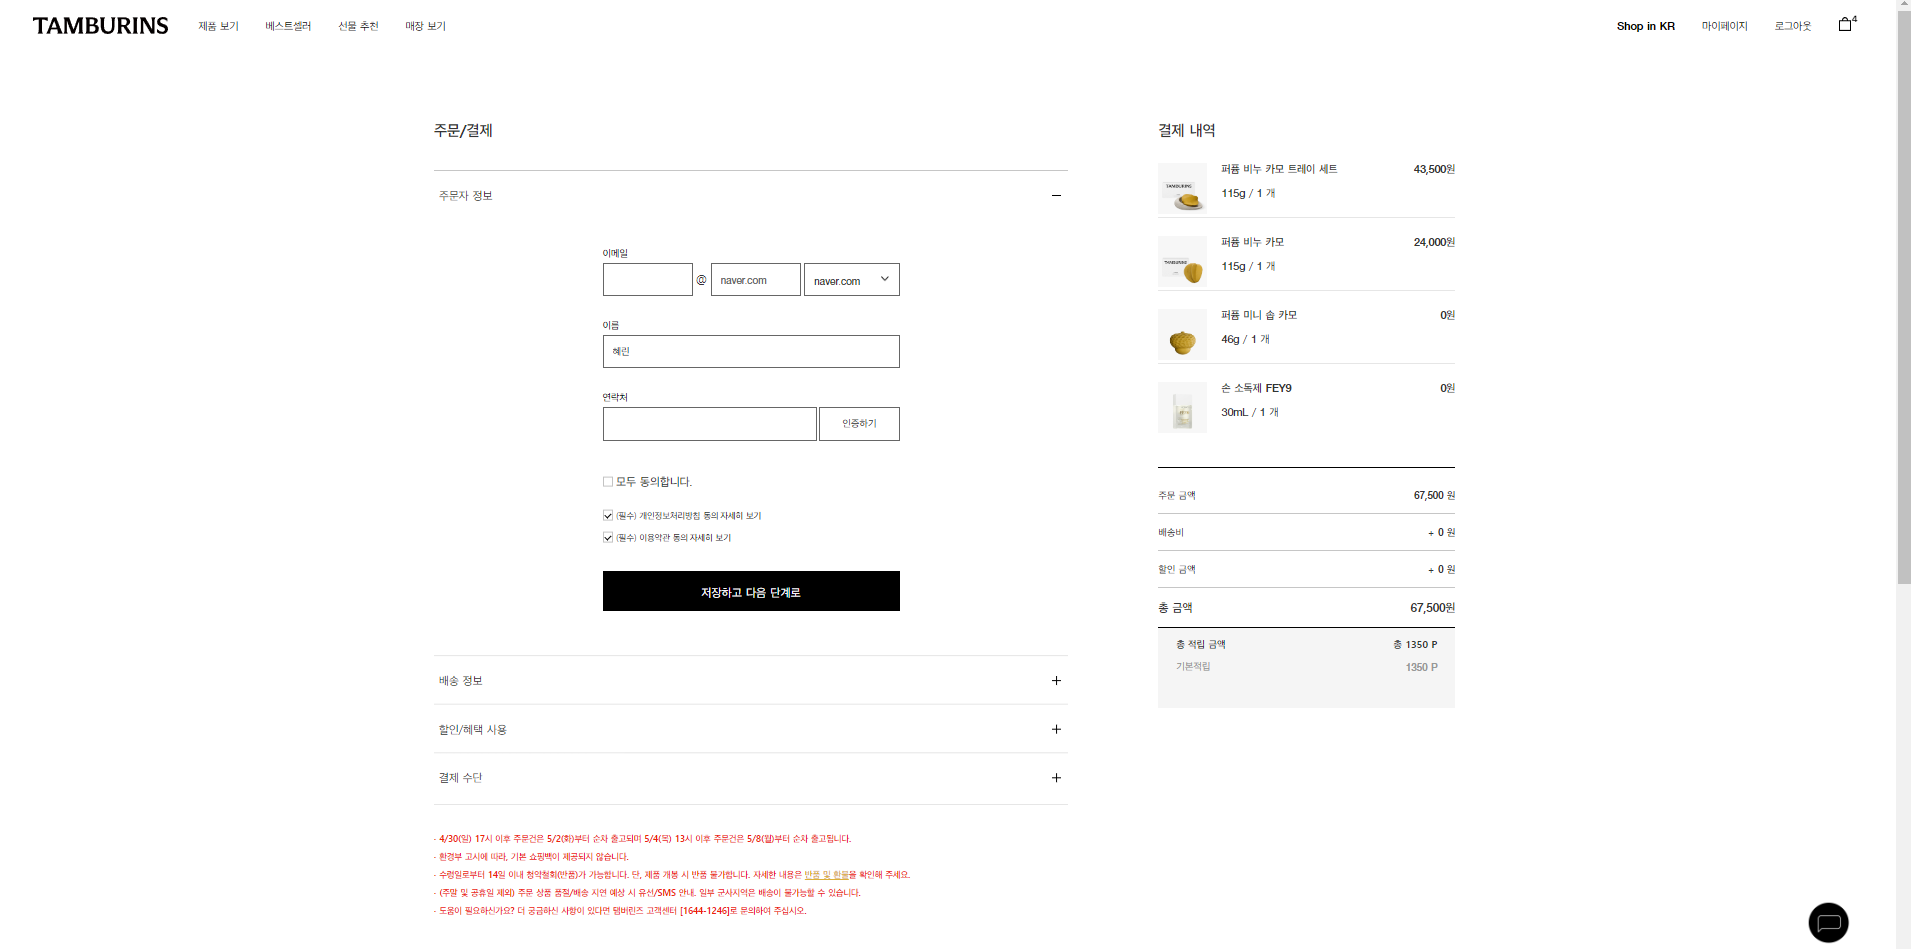 TAMBURINS 제품 보기 베스트셀러 선물 추천 매장 보기 Shop in KR 마이페이지 로그아웃 4
주문/결제
주문자 정보
이메일
@ naver.com naver.com
이름
혜린
연락처
인증하기
모두 동의합니다.
(필수) 개인정보처리방침 동의 자세히 보기
(필수) 이용약관 동의 자세히 보기
저장하고 다음 단계로
배송 정보
할인/혜택 사용
결제 수단
- 4/30(일) 17시 이후 주문건은 5/2(화)부터 순차 출고되며 5/4(목) 13시 이후 주문건은 5/8(월)부터 순차 출고됩니다.
- 환경부 고시에 따라, 기본 쇼핑백이 제공되지 않습니다.
- 수령일로부터 14일 이내 청약철회(반품)가 가능합니다. 단, 제품 개봉 시 반품 불가합니다. 자세한 내용은 반품 및 환불을 확인해 주세요.
- (주말 및 공휴일 제외) 주문 상품 품절/배송 지연 예상 시 유선/SMS 안내. 일부 군사지역은 배송이 불가능할 수 있습니다.
- 도움이 필요하신가요? 더 궁금하신 사항이 있다면 탬버린즈 고객센터 [1644-1246]로 문의하여 주십시오.
결제 내역
TAMBURINS
퍼퓸 비누 카모 트레이 세트 43,500원
115g / 1 개
TAMBURINS
퍼퓸 비누 카모 24,000원
115g / 1 개
퍼퓸 미니 솝 카모 0원
46g / 1 개
손 소독제 FEY9 0원
30mL / 1 개
주문 금액 67,500 원
배송비 + 0 원
할인 금액 + 0 원
총 금액 67,500원
총 적립 금액 총 1350 P
기본적립 1350 P